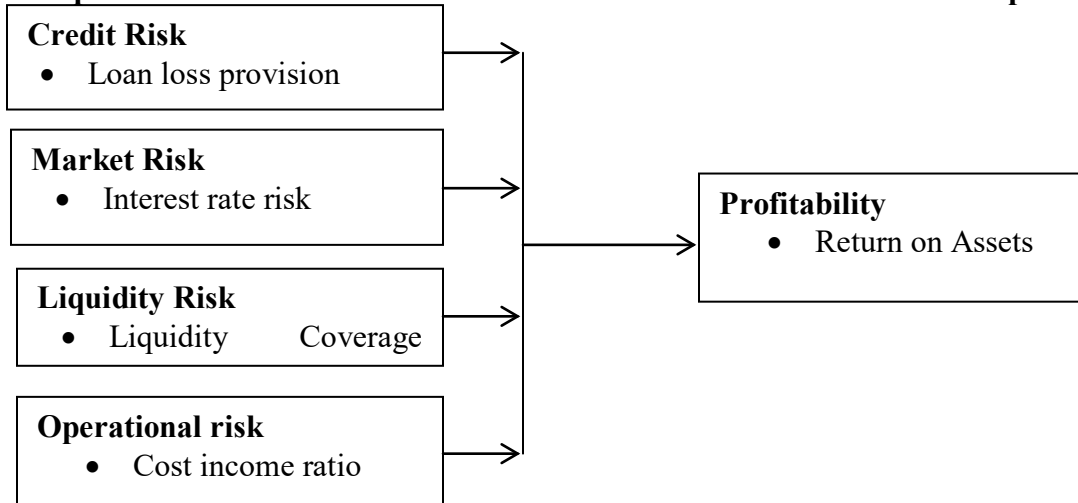 Credit Risk
• Loan loss provision
Market Risk
• Interest rate risk
Profitability
• Return on Assets
Liquidity Risk
• Liquidity Coverage
Operational risk
• Cost income ratio